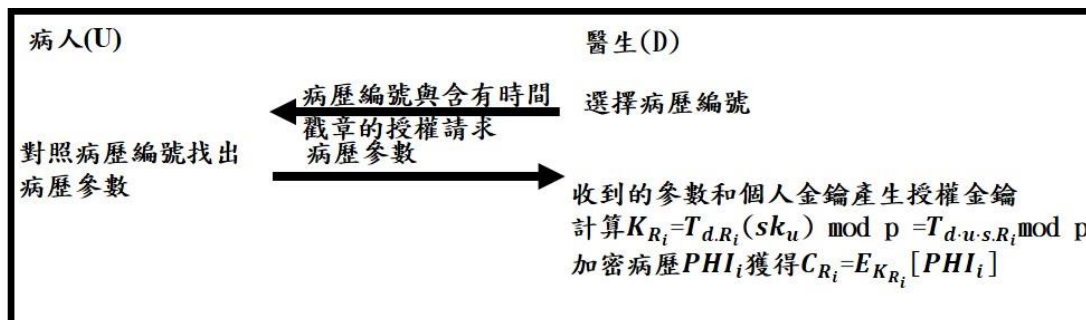 病人(U)
醫生(D)
病歷編號與含有時間
戳章的授權請求
選擇病歷編號
對照病歷編號找出
病歷參數
病歷參數
收到的參數和個人金鑰產生授權金鑰
計算K_{R_i}=T_{d.R_i}(sk_u) mod p =T_{d·u·s.R_i}mod p
加密病歷PHI_i獲得C_{R_i}=E_{K_{R_i}}[PHI_i]